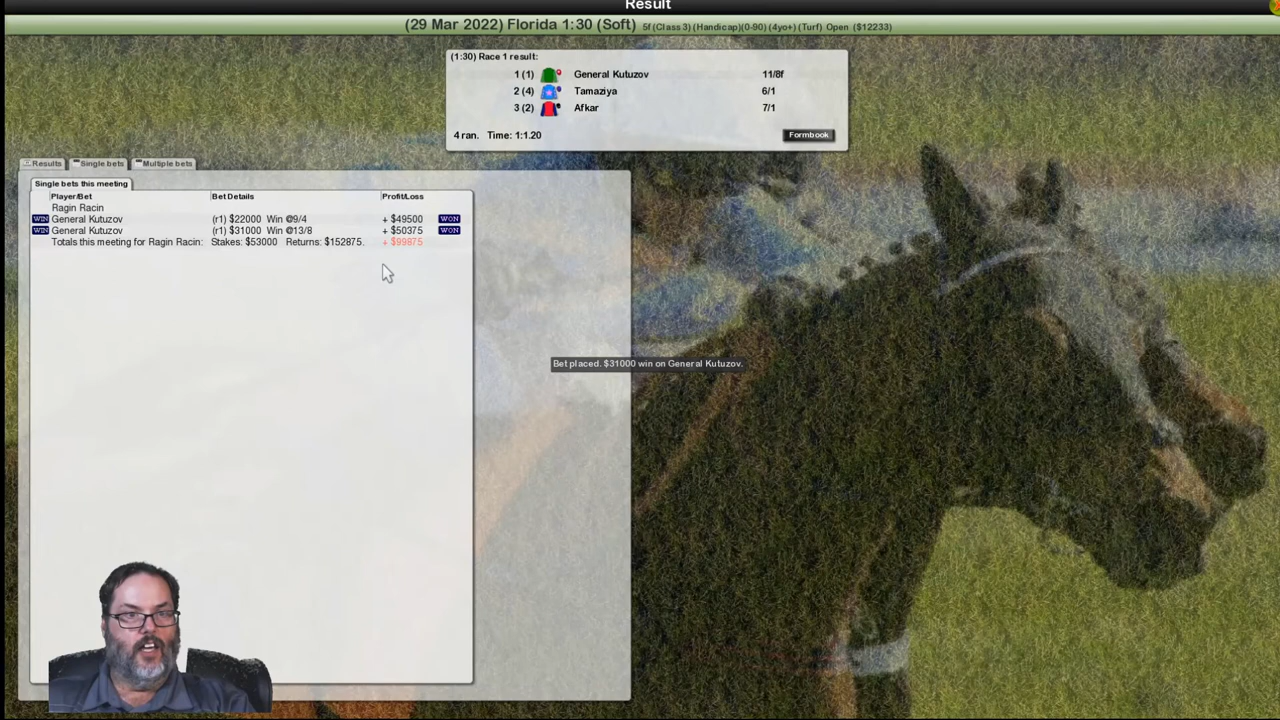 Result
(29 Mar 2022) Florida 1:30 (Soft) 5f (Class 3) (Handicap) (0-90) (4yo+) (Turf) Open ($12233)
(1:30) Race 1 result:
1 (1) General Kutuzov 11/8f
2 (4) Tamaziya 6/1
3 (2) Afkar 7/1
4 ran. Time: 1:1.20 Formbook
Results Single bets Multiple bets
Single bets this meeting
Player/Bet Bet Details Profit/Loss
Ragin Racin
WIN General Kutuzov (r1) $22000 Win @9/4 + $49500 WON
WIN General Kutuzov (r1) $31000 Win @13/8 + $50375 WON
Totals this meeting for Ragin Racin: Stakes: $53000 Returns: $152875. + $99875
Bet placed. $31000 win on General Kutuzov.